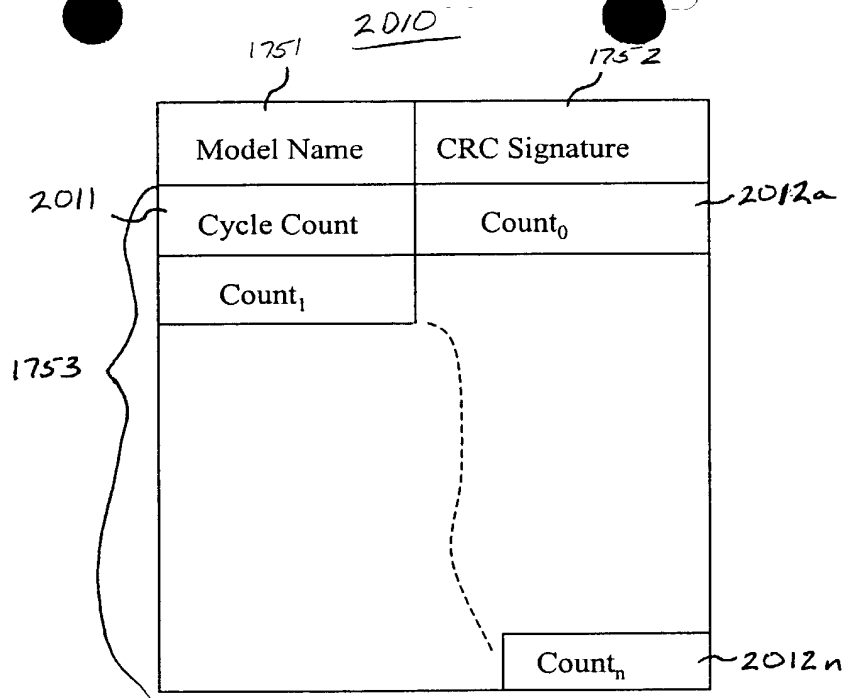 2010
1751 1752
Model Name CRC Signature
2011 Cycle Count Count₀ 2012a
Count₁
1753
Countₙ 2012n